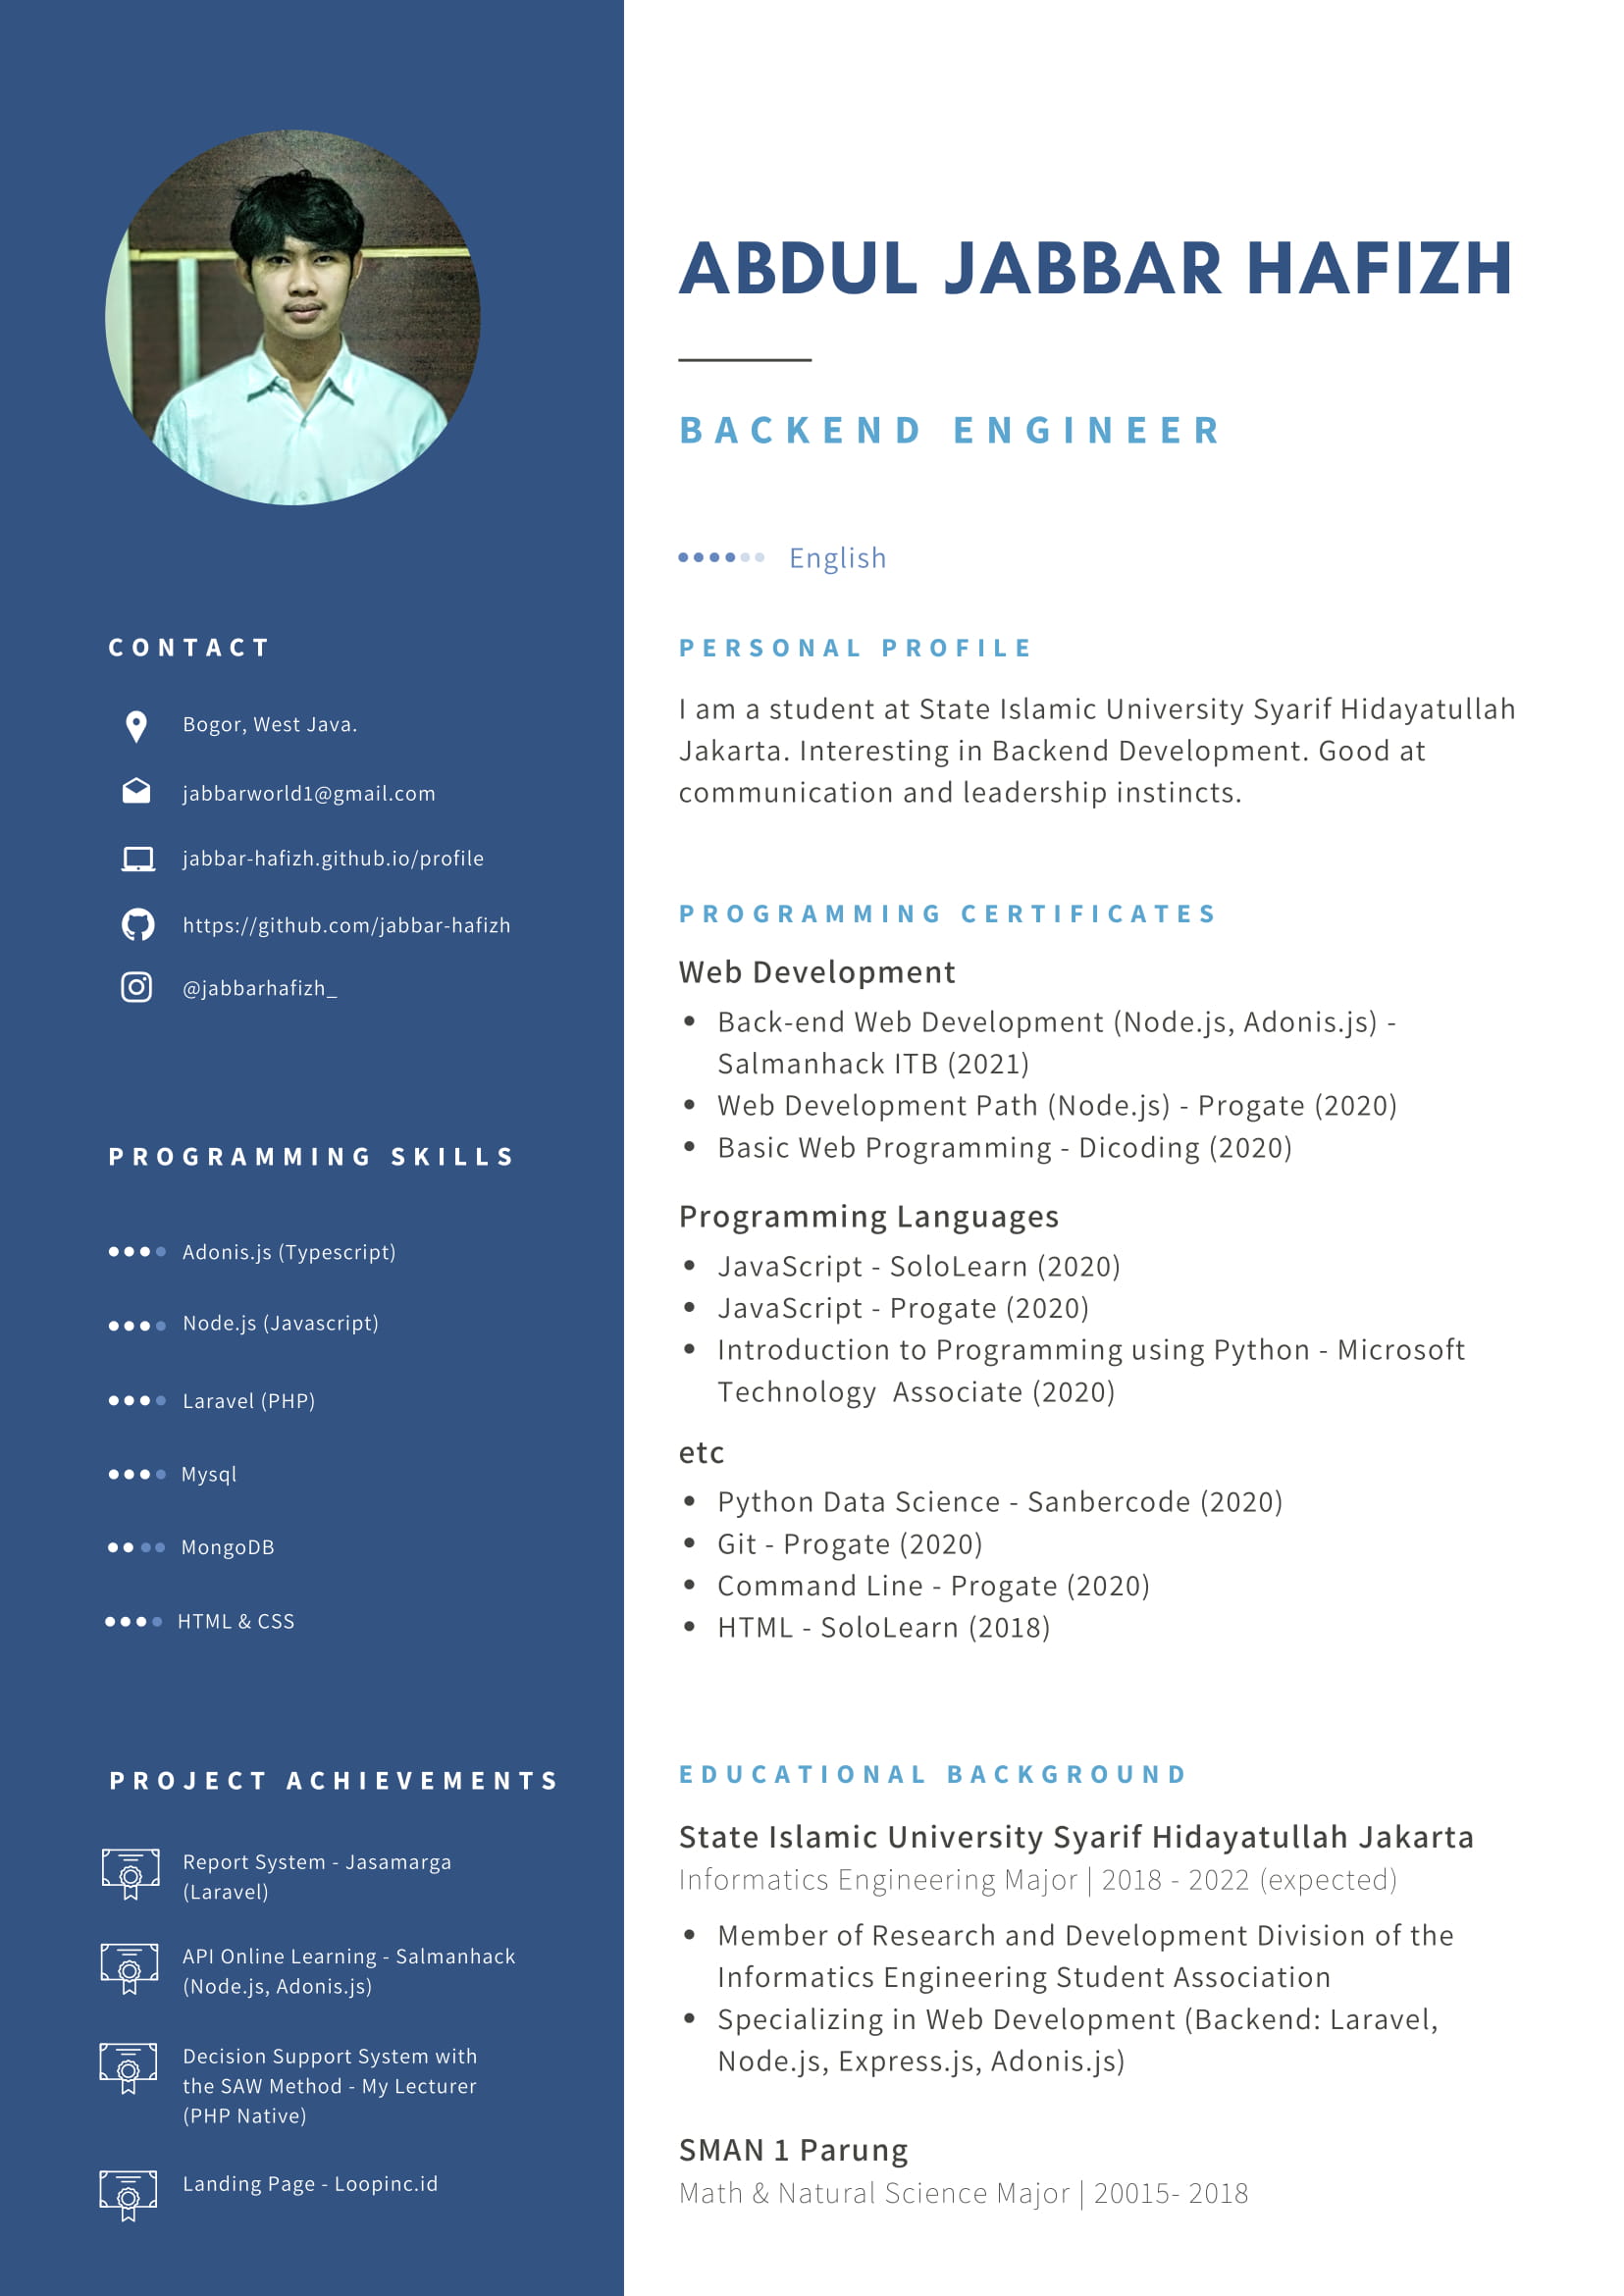 ABDUL JABBAR HAFIZH
BACKEND ENGINEER
English
CONTACT
Bogor, West Java.
jabbarworld1@gmail.com
jabbar-hafizh.github.io/profile
https://github.com/jabbar-hafizh
@jabbarhafizh_
PROGRAMMING SKILLS
Adonis.js (Typescript)
Node.js (Javascript)
Laravel (PHP)
Mysql
MongoDB
HTML & CSS
PROJECT ACHIEVEMENTS
Report System - Jasamarga
(Laravel)
API Online Learning - Salmanhack
(Node.js, Adonis.js)
Decision Support System with
the SAW Method - My Lecturer
(PHP Native)
Landing Page - Loopinc.id
PERSONAL PROFILE
I am a student at State Islamic University Syarif Hidayatullah
Jakarta. Interesting in Backend Development. Good at
communication and leadership instincts.
PROGRAMMING CERTIFICATES
Web Development
• Back-end Web Development (Node.js, Adonis.js) -
Salmanhack ITB (2021)
• Web Development Path (Node.js) - Progate (2020)
• Basic Web Programming - Dicoding (2020)
Programming Languages
• JavaScript - SoloLearn (2020)
• JavaScript - Progate (2020)
• Introduction to Programming using Python - Microsoft
Technology  Associate (2020)
etc
• Python Data Science - Sanbercode (2020)
• Git - Progate (2020)
• Command Line - Progate (2020)
• HTML - SoloLearn (2018)
EDUCATIONAL BACKGROUND
State Islamic University Syarif Hidayatullah Jakarta
Informatics Engineering Major | 2018 - 2022 (expected)
• Member of Research and Development Division of the
Informatics Engineering Student Association
• Specializing in Web Development (Backend: Laravel,
Node.js, Express.js, Adonis.js)
SMAN 1 Parung
Math & Natural Science Major | 20015- 2018